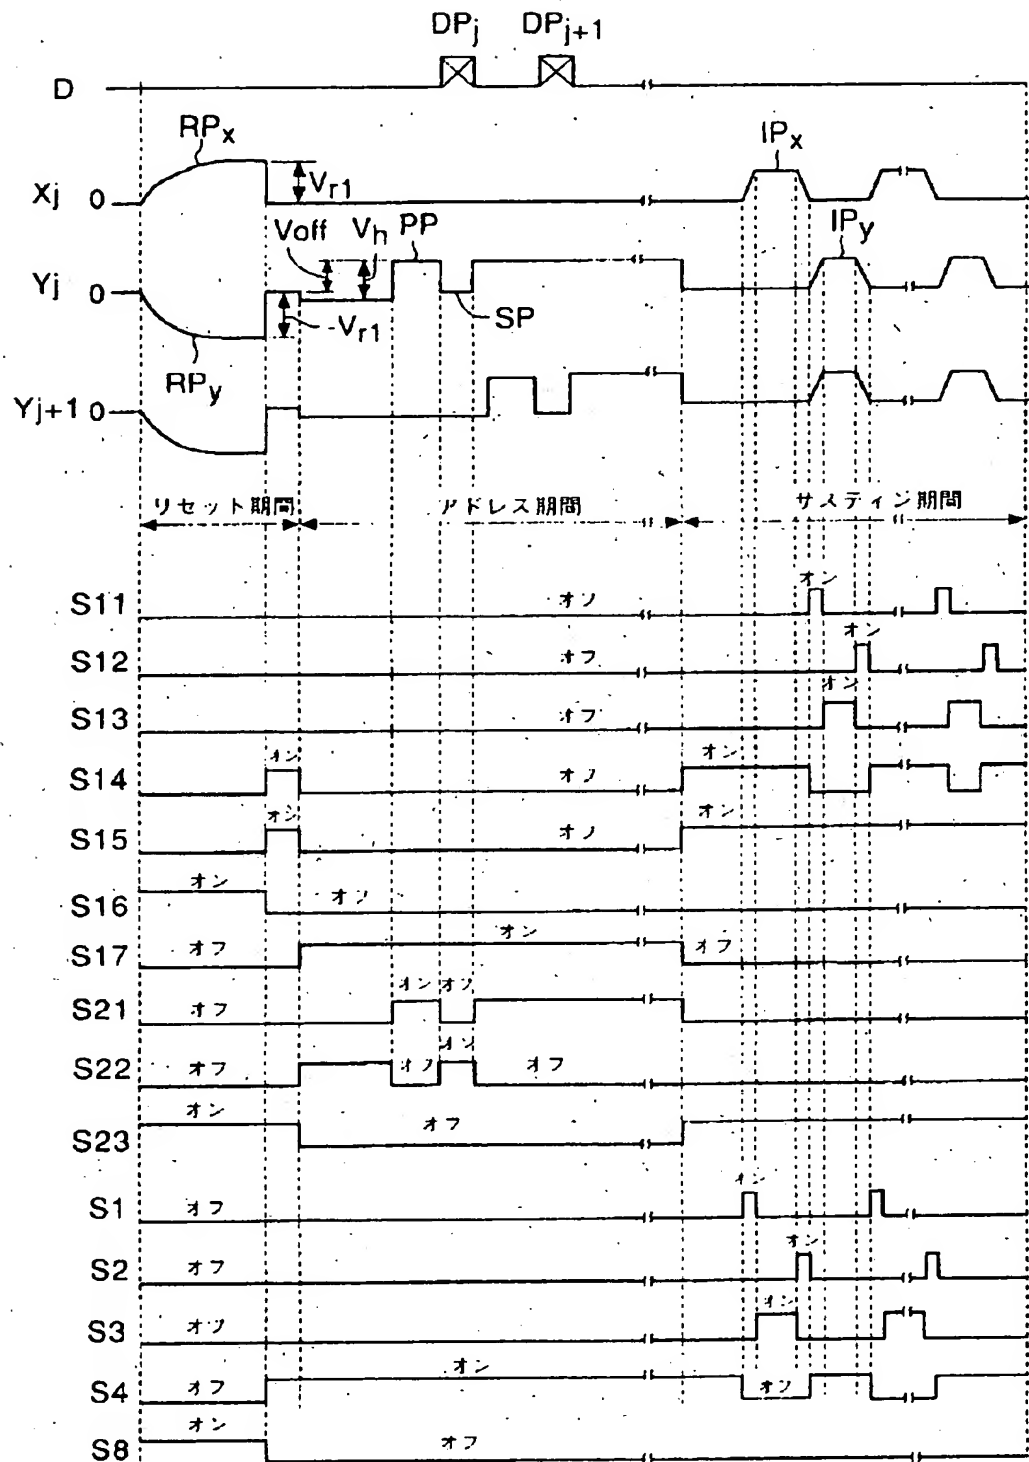 DPj DPj+1
D
RPx IPx
Xj 0 Vr1
Voff Vh PP IPy
Yj 0
SP
-Vr1
RPy
Yj+1 0
リセット期間 アドレス期間 サスティン期間
オン
S11 オフ
オン
S12 オフ
オン
S13 オフ
オン オン
S14 オフ
オン オン
S15 オフ
オン
S16 オフ
オン
S17 オフ オフ
オン オフ
S21 オフ
オン
S22 オフ オフ オフ
オン
S23 オフ
オン
S1 オフ
オン
S2 オフ
オン
S3 オフ
オン
S4 オフ オフ
オン
S8 オフ